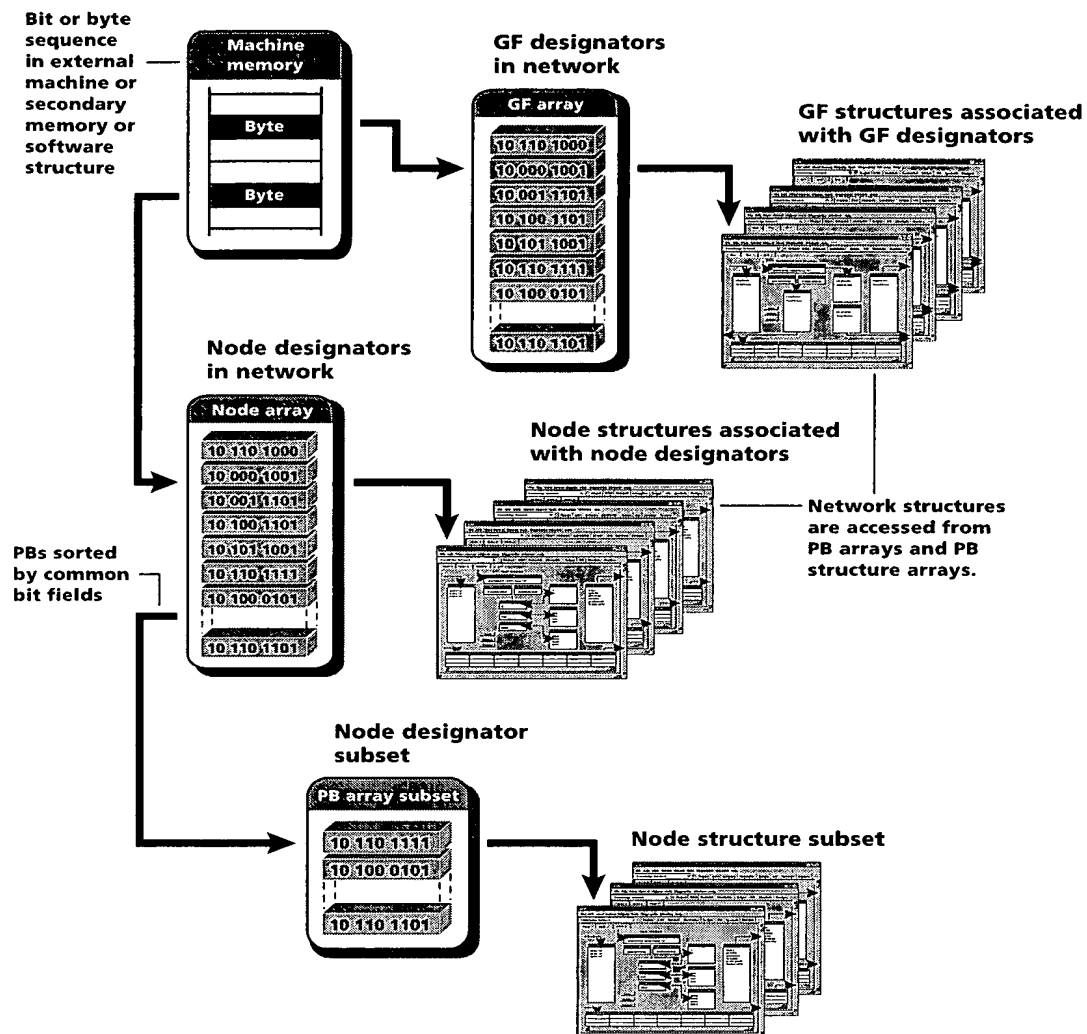 Bit or byte
sequence
in external
machine or
secondary
memory or
software
structure
Machine
memory
Byte
Byte
GF designators
in network
GF array
10 110 1000
10 000 1001
10 001 1101
10 100 1101
10 101 1001
10 110 1111
10 100 0101
10 110 1101
GF structures associated
with GF designators
Node designators
in network
Node array
10 110 1000
10 000 1001
10 001 1101
10 100 1101
10 101 1001
10 110 1111
10 100 0101
10 110 1101
Node structures associated
with node designators
Network structures
are accessed from
PB arrays and PB
structure arrays.
PBs sorted
by common
bit fields
Node designator
subset
PB array subset
10 110 1111
10 100 0101
10 110 1101
Node structure subset